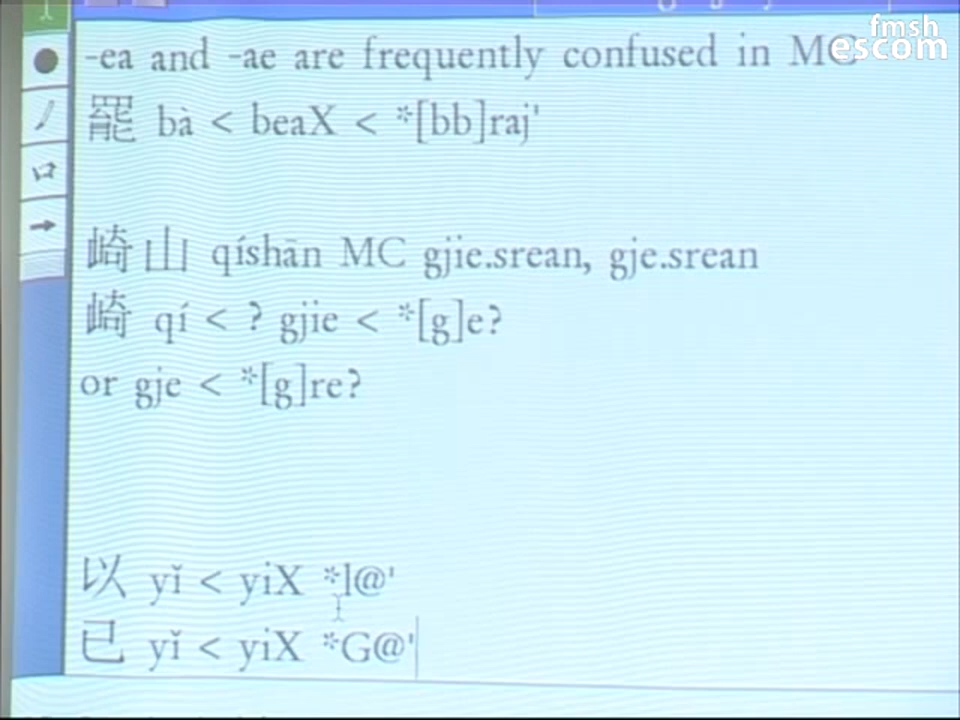 fmsh
escom
-ea and -ae are frequently confused in MC
罷 bà < beaX < *[bb]raj'
崎山 qíshān MC gjie.srean, gje.srean
崎 qí < ? gjie < *[g]e?
or gje < *[g]re?
以 yǐ < yiX *l@'
已 yǐ < yiX *G@'